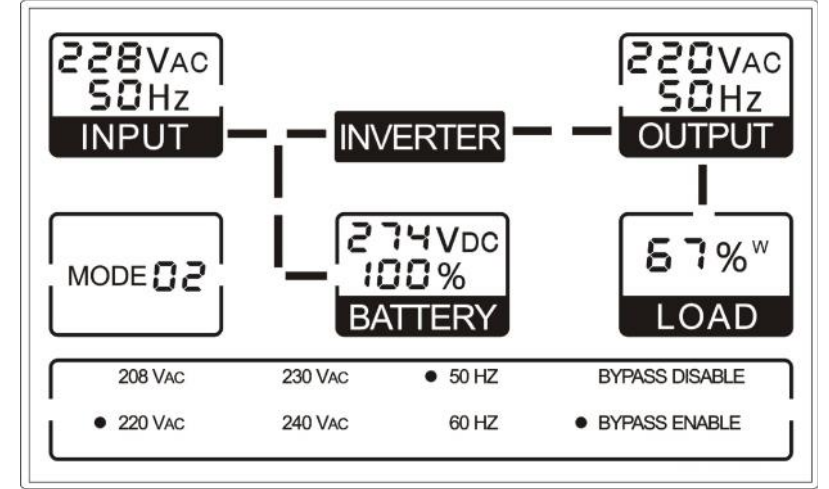 228VAC
50Hz
INPUT
INVERTER
220VAC
50Hz
OUTPUT
MODE 02
274VDC
100%
BATTERY
67%W
LOAD
208 VAC 230 VAC ● 50 HZ BYPASS DISABLE
● 220 VAC 240 VAC 60 HZ ● BYPASS ENABLE